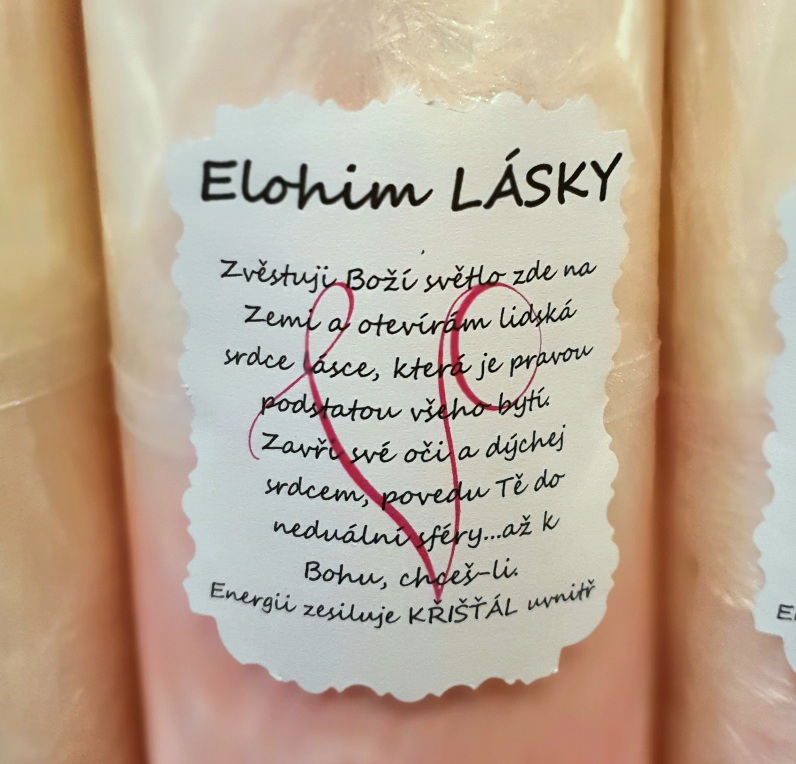 Elohim LÁSKY
Zvěstuji Boží světlo zde na
Zemi a otevírám lidská
srdce lásce, která je pravou
podstatou všeho bytí.
Zavři své oči a dýchej
srdcem, povedu Tě do
neduální sféry...až k
Bohu, chceš-li.
Energii zesiluje KŘIŠŤÁL uvnitř